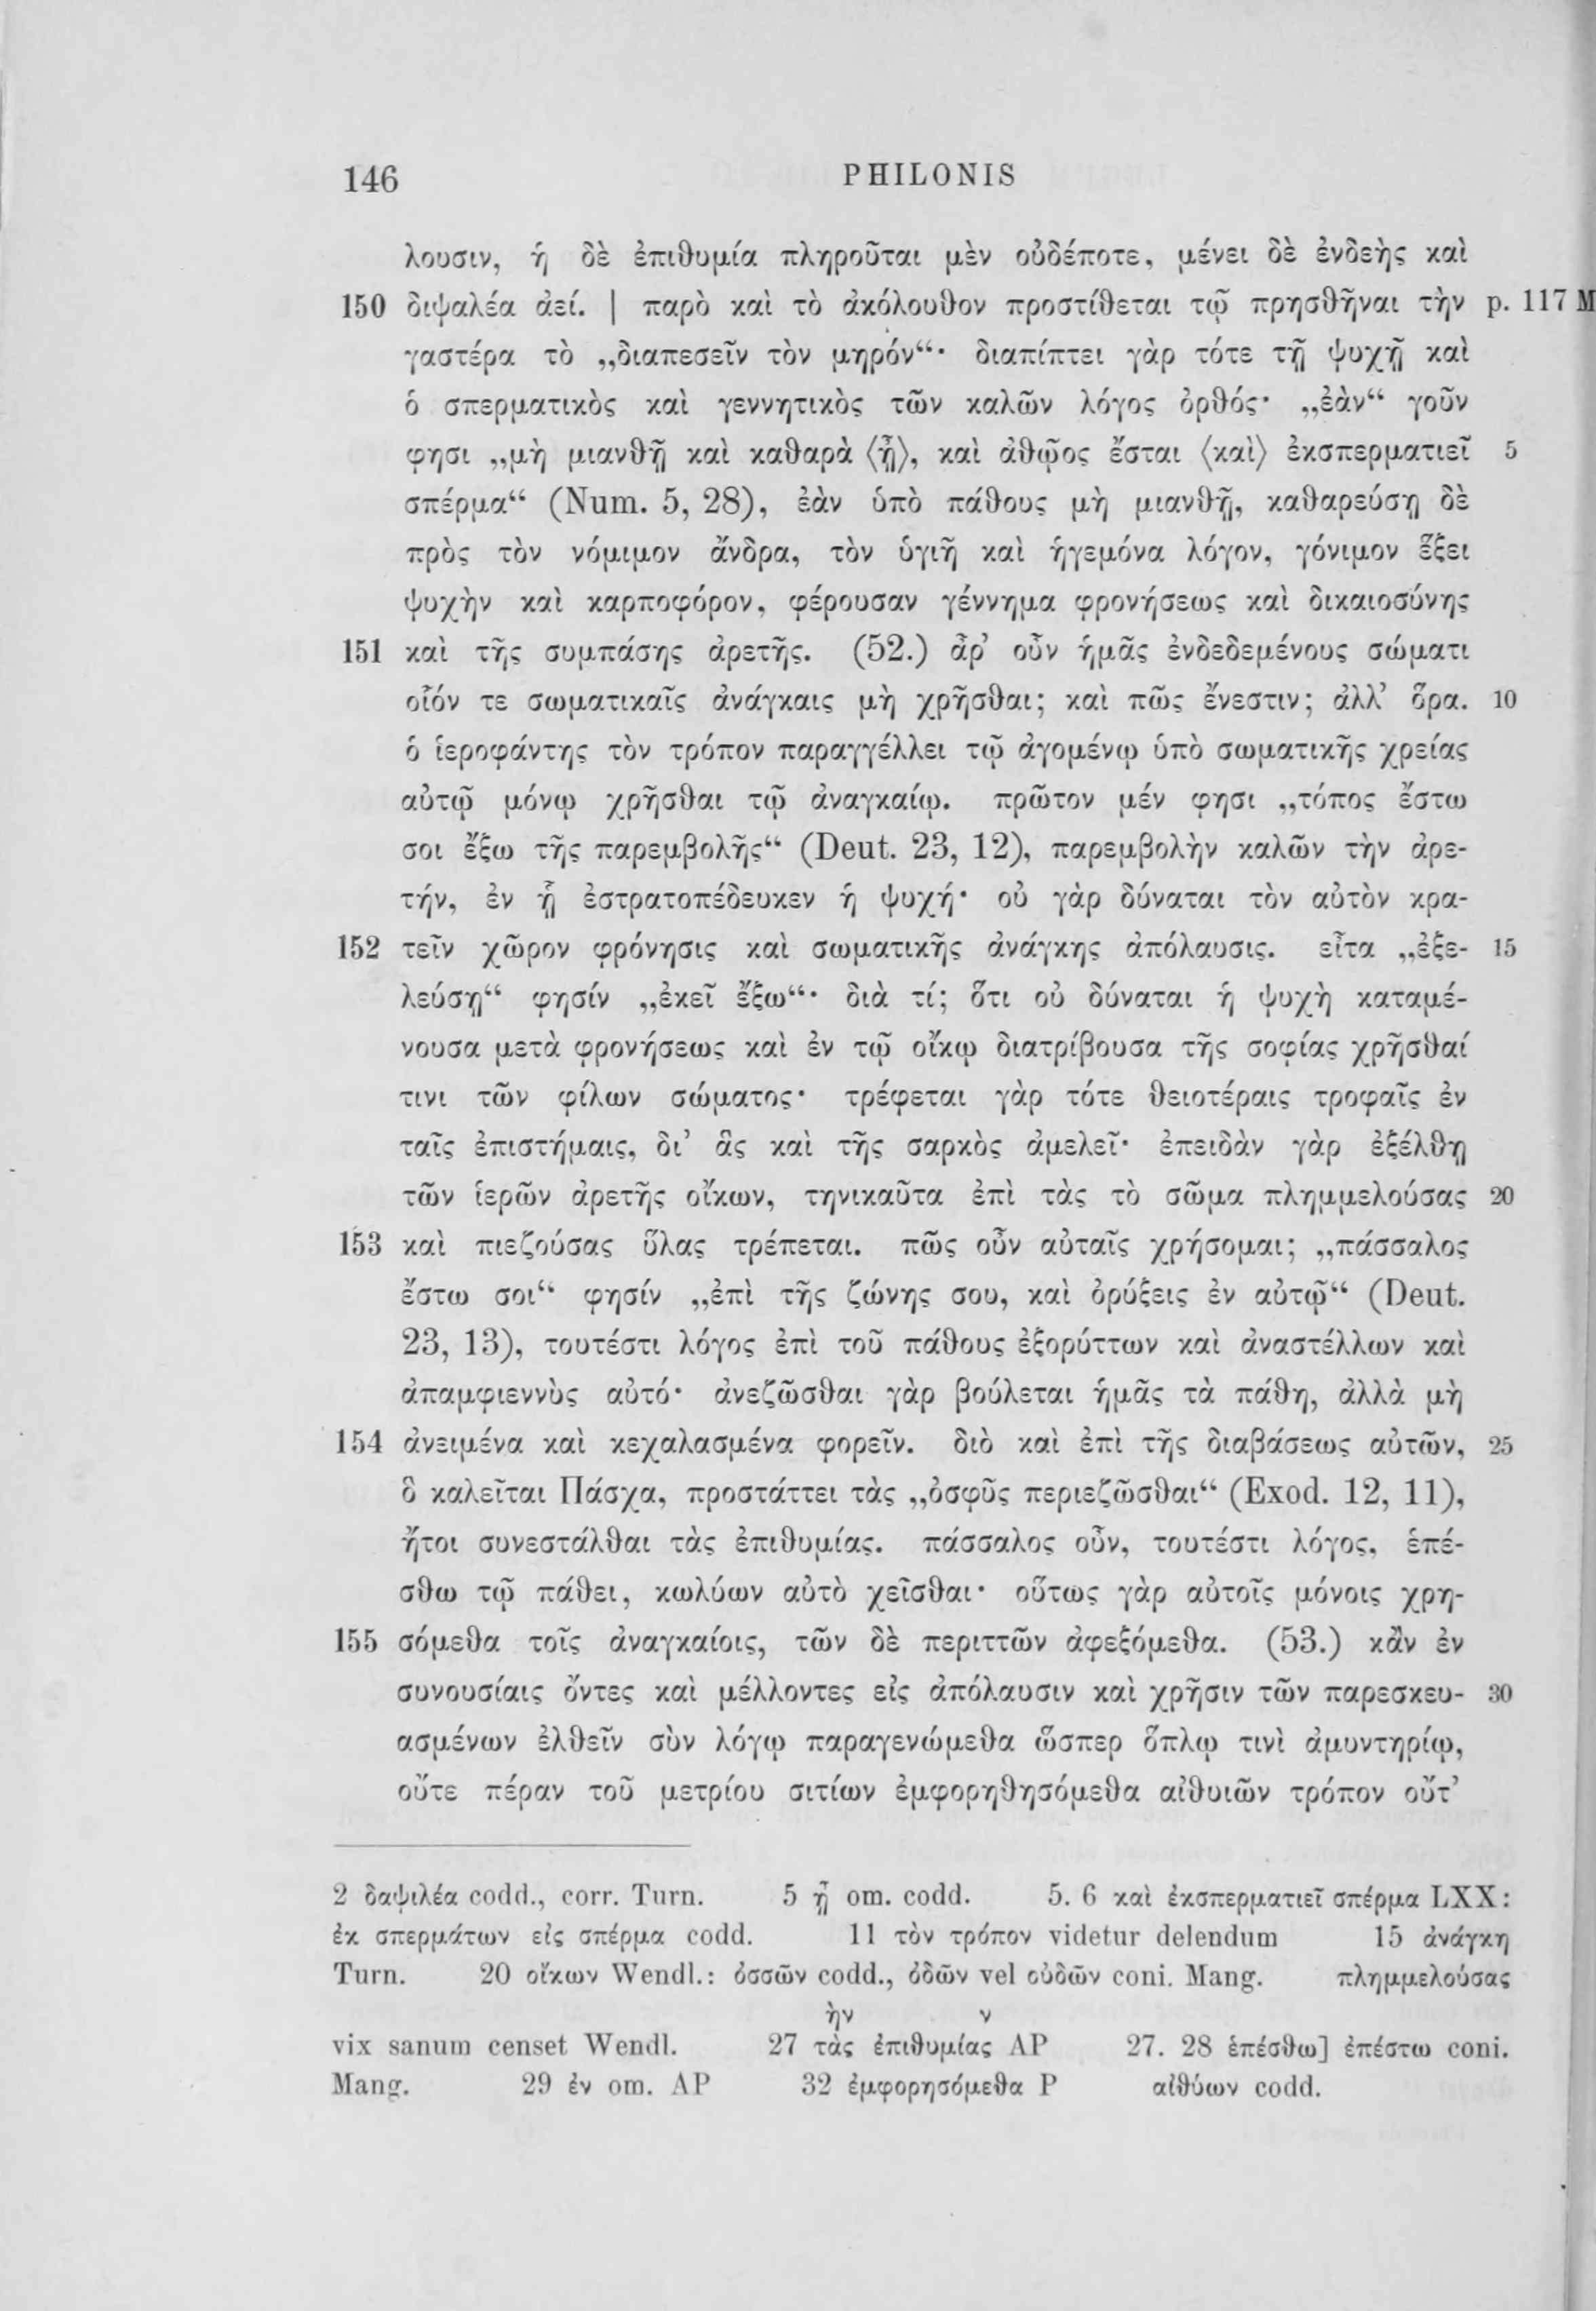 146 PHILONIS
λουσιν, ἡ δὲ ἐπιθυμία πληροῦται μὲν οὐδέποτε, μένει δὲ ἐνδεὴς καὶ
150 διψαλέα ἀεί. | παρὸ καὶ τὸ ἀκόλουθον προστίθεται τῷ πρησθῆναι τὴν p. 117 M
γαστέρα τὸ „διαπεσεῖν τὸν μηρόν“· διαπίπτει γὰρ τότε τῇ ψυχῇ καὶ
ὁ σπερματικὸς καὶ γεννητικὸς τῶν καλῶν λόγος ὀρθός· „ἐὰν“ γοῦν
φησι „μὴ μιανθῇ καὶ καθαρὰ ⟨ᾖ⟩, καὶ ἀθῷος ἔσται ⟨καὶ⟩ ἐκσπερματιεῖ 5
σπέρμα“ (Num. 5, 28), ἐὰν ὑπὸ πάθους μὴ μιανθῇ, καθαρεύσῃ δὲ
πρὸς τὸν νόμιμον ἄνδρα, τὸν ὑγιῆ καὶ ἡγεμόνα λόγον, γόνιμον ἕξει
ψυχὴν καὶ καρποφόρον, φέρουσαν γέννημα φρονήσεως καὶ δικαιοσύνης
151 καὶ τῆς συμπάσης ἀρετῆς. (52.) ἆρ’ οὖν ἡμᾶς ἐνδεδεμένους σώματι
οἷόν τε σωματικαῖς ἀνάγκαις μὴ χρῆσθαι; καὶ πῶς ἔνεστιν; ἀλλ’ ὅρα. 10
ὁ ἱεροφάντης τὸν τρόπον παραγγέλλει τῷ ἀγομένῳ ὑπὸ σωματικῆς χρείας
αὐτῷ μόνῳ χρῆσθαι τῷ ἀναγκαίῳ. πρῶτον μέν φησι „τόπος ἔστω
σοι ἔξω τῆς παρεμβολῆς“ (Deut. 23, 12), παρεμβολὴν καλῶν τὴν ἀρε-
τήν, ἐν ᾗ ἐστρατοπέδευκεν ἡ ψυχή· οὐ γὰρ δύναται τὸν αὐτὸν κρα-
152 τεῖν χῶρον φρόνησις καὶ σωματικῆς ἀνάγκης ἀπόλαυσις. εἶτα „ἐξε- 15
λεύσῃ“ φησίν „ἐκεῖ ἔξω“· διὰ τί; ὅτι οὐ δύναται ἡ ψυχὴ καταμέ-
νουσα μετὰ φρονήσεως καὶ ἐν τῷ οἴκῳ διατρίβουσα τῆς σοφίας χρῆσθαί
τινι τῶν φίλων σώματος· τρέφεται γὰρ τότε θειοτέραις τροφαῖς ἐν
ταῖς ἐπιστήμαις, δι’ ἃς καὶ τῆς σαρκὸς ἀμελεῖ· ἐπειδὰν γὰρ ἐξέλθῃ
τῶν ἱερῶν ἀρετῆς οἴκων, τηνικαῦτα ἐπὶ τὰς τὸ σῶμα πλημμελούσας 20
153 καὶ πιεζούσας ὕλας τρέπεται. πῶς οὖν αὐταῖς χρήσομαι; „πάσσαλος
ἔστω σοι“ φησίν „ἐπὶ τῆς ζώνης σου, καὶ ὀρύξεις ἐν αὐτῷ“ (Deut.
23, 13), τουτέστι λόγος ἐπὶ τοῦ πάθους ἐξορύττων καὶ ἀναστέλλων καὶ
ἀπαμφιεννὺς αὐτό· ἀνεζῶσθαι γὰρ βούλεται ἡμᾶς τὰ πάθη, ἀλλὰ μὴ
154 ἀνειμένα καὶ κεχαλασμένα φορεῖν. διὸ καὶ ἐπὶ τῆς διαβάσεως αὐτῶν, 25
ὃ καλεῖται Πάσχα, προστάττει τὰς „ὀσφῦς περιεζῶσθαι“ (Exod. 12, 11),
ἤτοι συνεστάλθαι τὰς ἐπιθυμίας. πάσσαλος οὖν, τουτέστι λόγος, ἑπέ-
σθω τῷ πάθει, κωλύων αὐτὸ χεῖσθαι· οὕτως γὰρ αὐτοῖς μόνοις χρη-
155 σόμεθα τοῖς ἀναγκαίοις, τῶν δὲ περιττῶν ἀφεξόμεθα. (53.) κἂν ἐν
συνουσίαις ὄντες καὶ μέλλοντες εἰς ἀπόλαυσιν καὶ χρῆσιν τῶν παρεσκευ- 30
ασμένων ἐλθεῖν σὺν λόγῳ παραγενώμεθα ὥσπερ ὅπλῳ τινὶ ἀμυντηρίῳ,
οὔτε πέραν τοῦ μετρίου σιτίων ἐμφορηθησόμεθα αἰθυιῶν τρόπον οὔτ’
2 δαψιλέα codd., corr. Turn. 5 ᾖ om. codd. 5. 6 καὶ ἐκσπερματιεῖ σπέρμα LXX:
ἐκ σπερμάτων εἰς σπέρμα codd. 11 τὸν τρόπον videtur delendum 15 ἀνάγκη
Turn. 20 οἴκων Wendl.: ὁσσῶν codd., ὁδῶν vel οὐδῶν coni. Mang. πλημμελούσας
ὴν ν
vix sanum censet Wendl. 27 τὰς ἐπιθυμίας AP 27. 28 ἑπέσθω] ἐπέστω coni.
Mang. 29 ἐν om. AP 32 ἐμφορησόμεθα P αἰθύων codd.